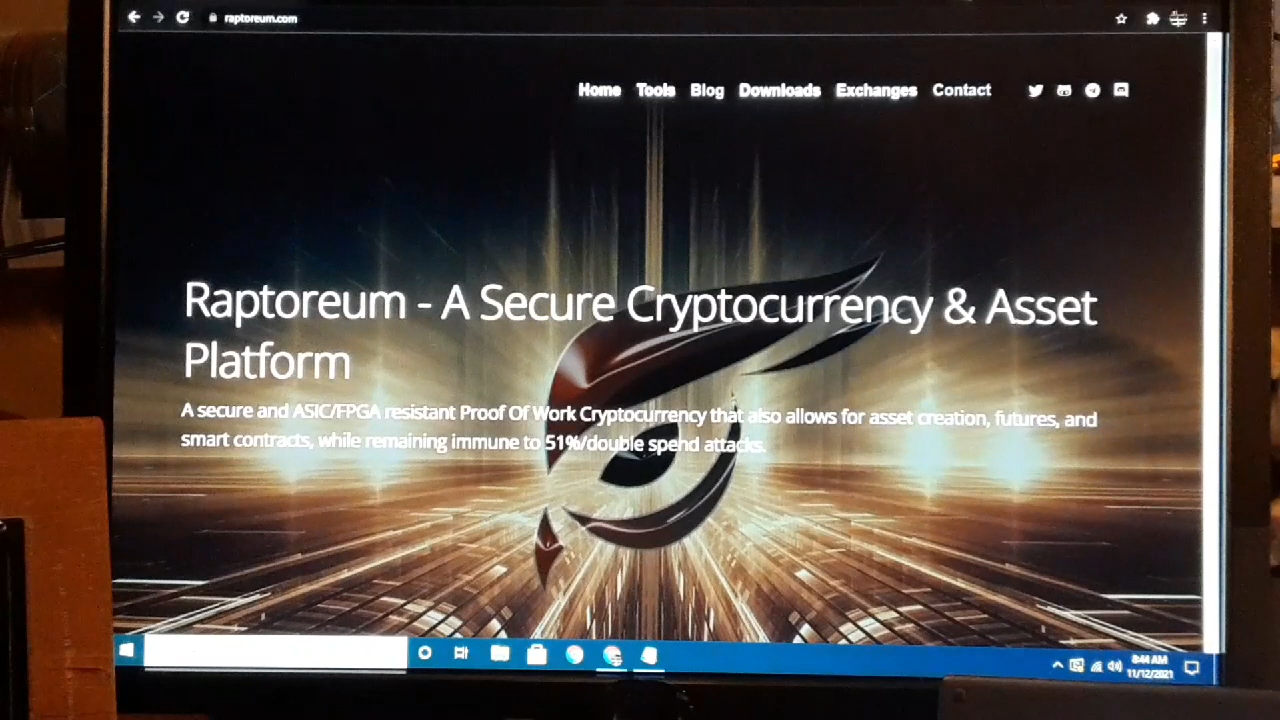 raptoreum.com
Home Tools Blog Downloads Exchanges Contact
Raptoreum - A Secure Cryptocurrency & Asset
Platform
A secure and ASIC/FPGA resistant Proof Of Work Cryptocurrency that also allows for asset creation, futures, and
smart contracts, while remaining immune to 51%/double spend attacks.
8:44 AM
11/12/2021